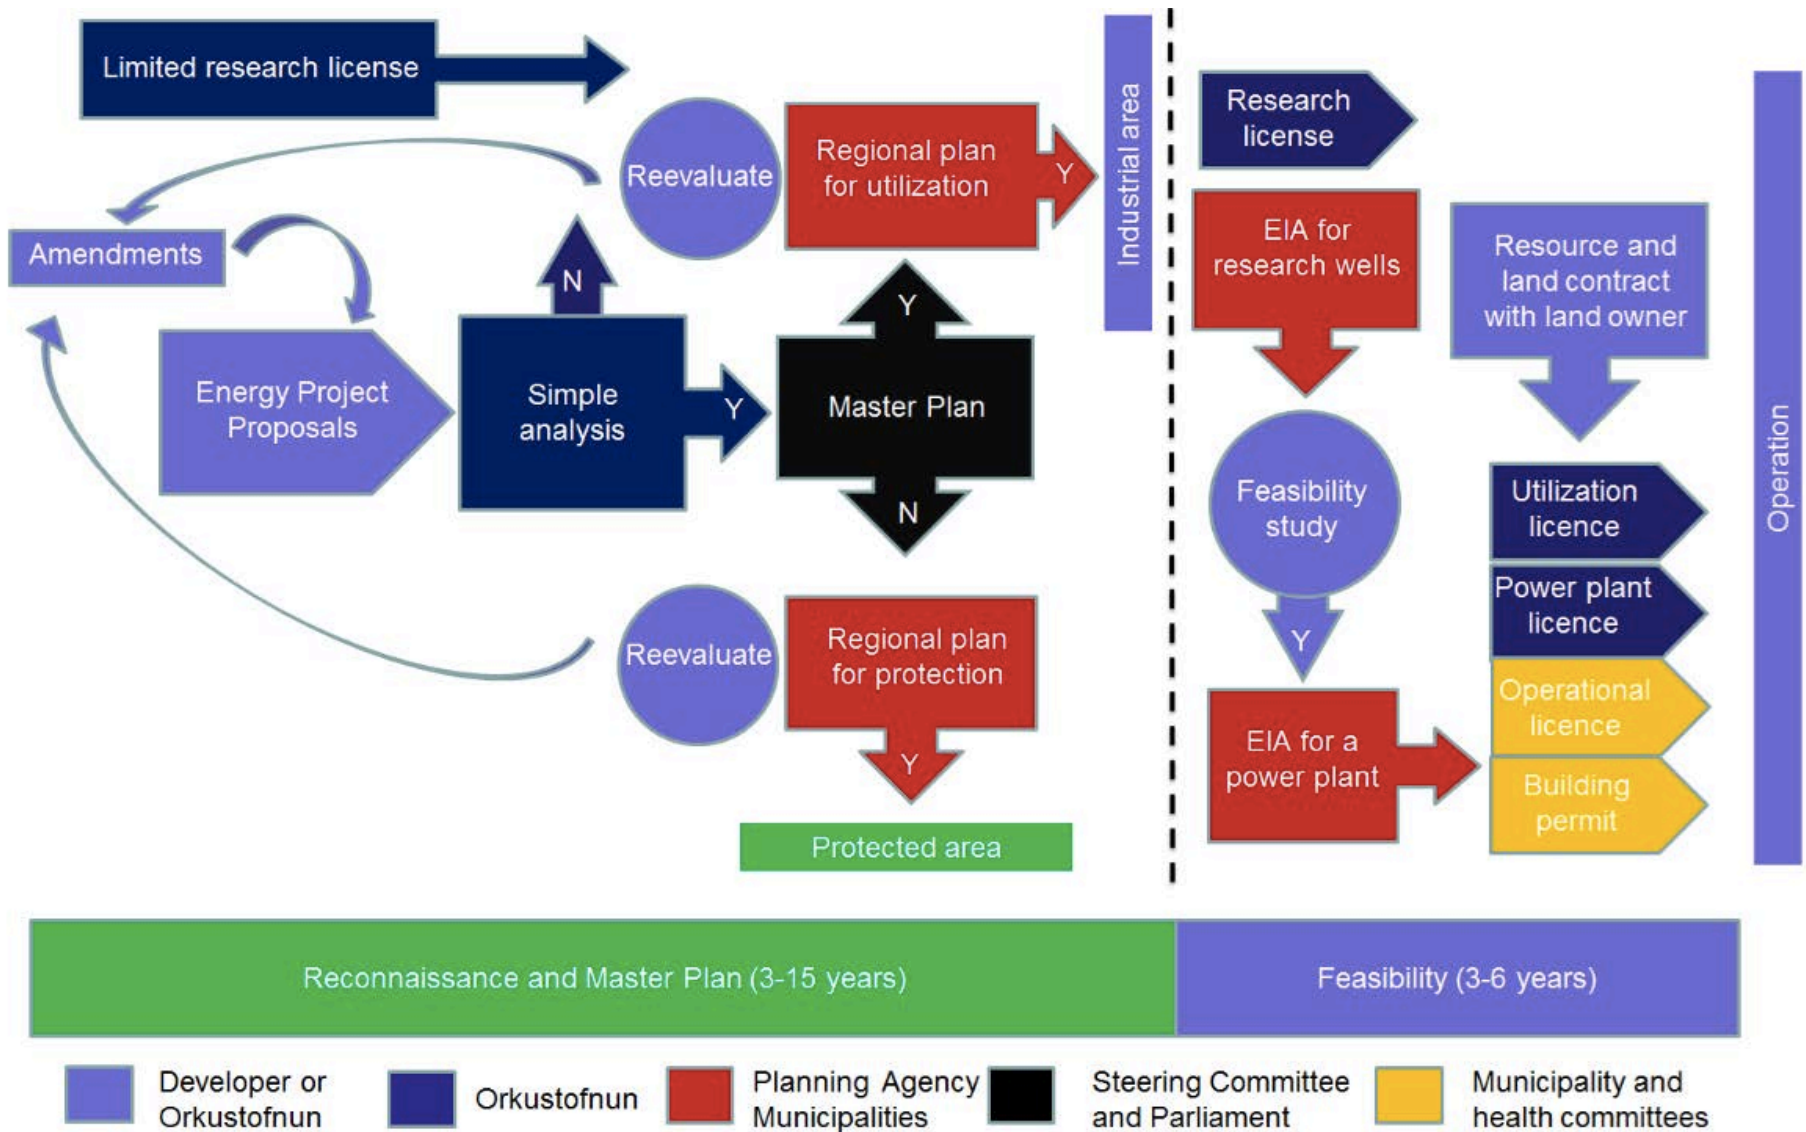 Limited research license
Reevaluate
Regional plan
for utilization
Y
Industrial area
Amendments
N
Energy Project
Proposals
Simple
analysis
Y
Y
Master Plan
N
Reevaluate
Regional plan
for protection
Y
Protected area
Research
license
EIA for
research wells
Resource and
land contract
with land owner
Feasibility
study
Y
EIA for a
power plant
Utilization
licence
Power plant
licence
Operational
licence
Building
permit
Operation
Reconnaissance and Master Plan (3-15 years)
Feasibility (3-6 years)
Developer or
Orkustofnun
Orkustofnun
Planning Agency
Municipalities
Steering Committee
and Parliament
Municipality and
health committees